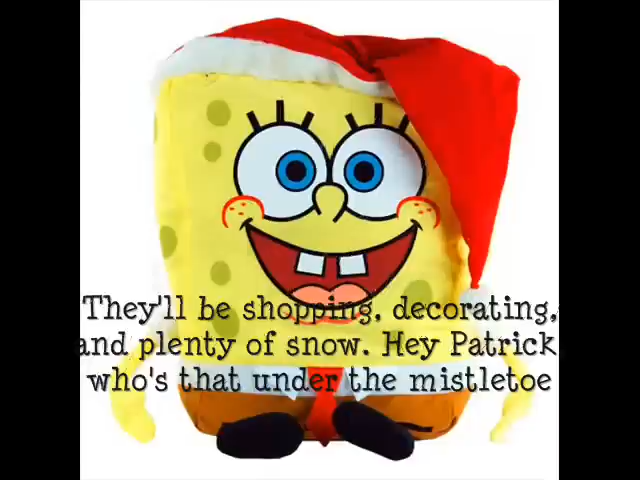 They'll be shopping, decorating,
and plenty of snow. Hey Patrick
who's that under the mistletoe